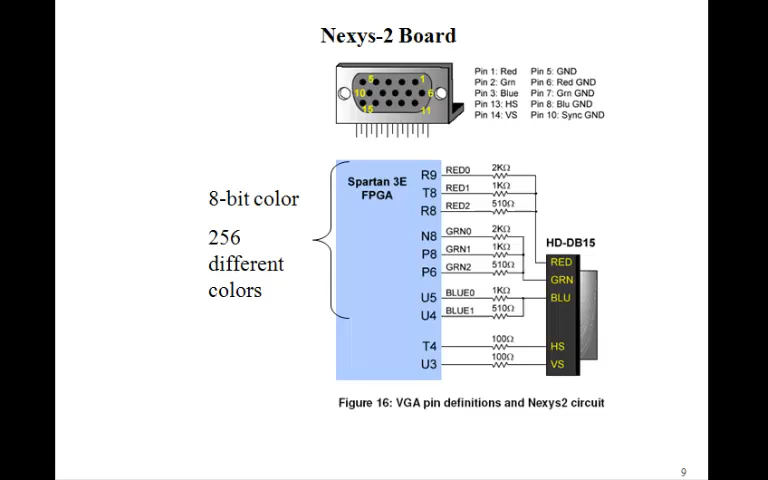 Nexys-2 Board
5 1
10 6
15 11
Pin 1: Red Pin 5: GND
Pin 2: Grn Pin 6: Red GND
Pin 3: Blue Pin 7: Grn GND
Pin 13: HS Pin 8: Blu GND
Pin 14: VS Pin 10: Sync GND
8-bit color
256
different
colors
Spartan 3E
FPGA
R9 RED0 2KΩ
T8 RED1 1KΩ
R8 RED2 510Ω
N8 GRN0 2KΩ
P8 GRN1 1KΩ
P6 GRN2 510Ω
U5 BLUE0 1KΩ
U4 BLUE1 510Ω
T4 100Ω
U3 100Ω
HD-DB15
RED
GRN
BLU
HS
VS
Figure 16: VGA pin definitions and Nexys2 circuit
9